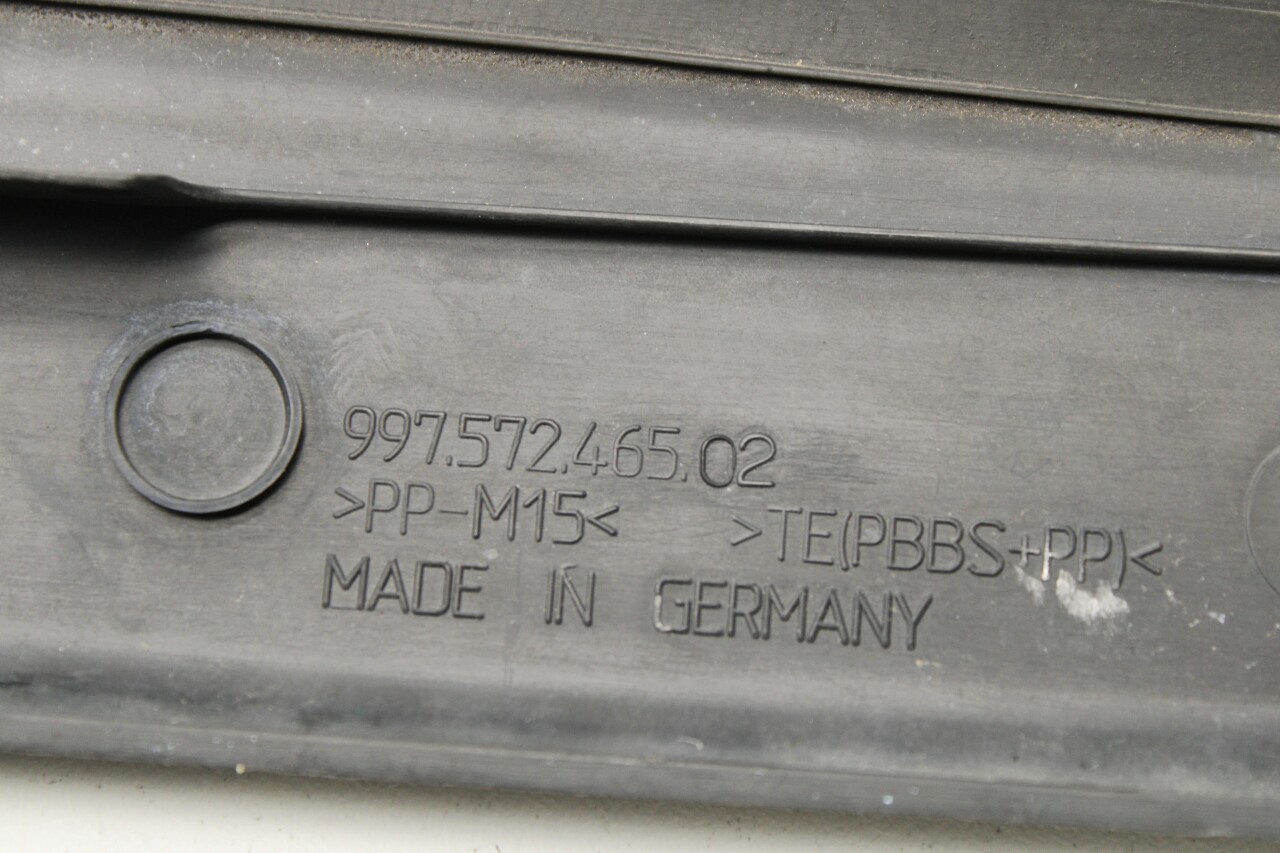 997.572.465.02
>PP-M15< >TE(PBBS+PP)<
MADE IN GERMANY